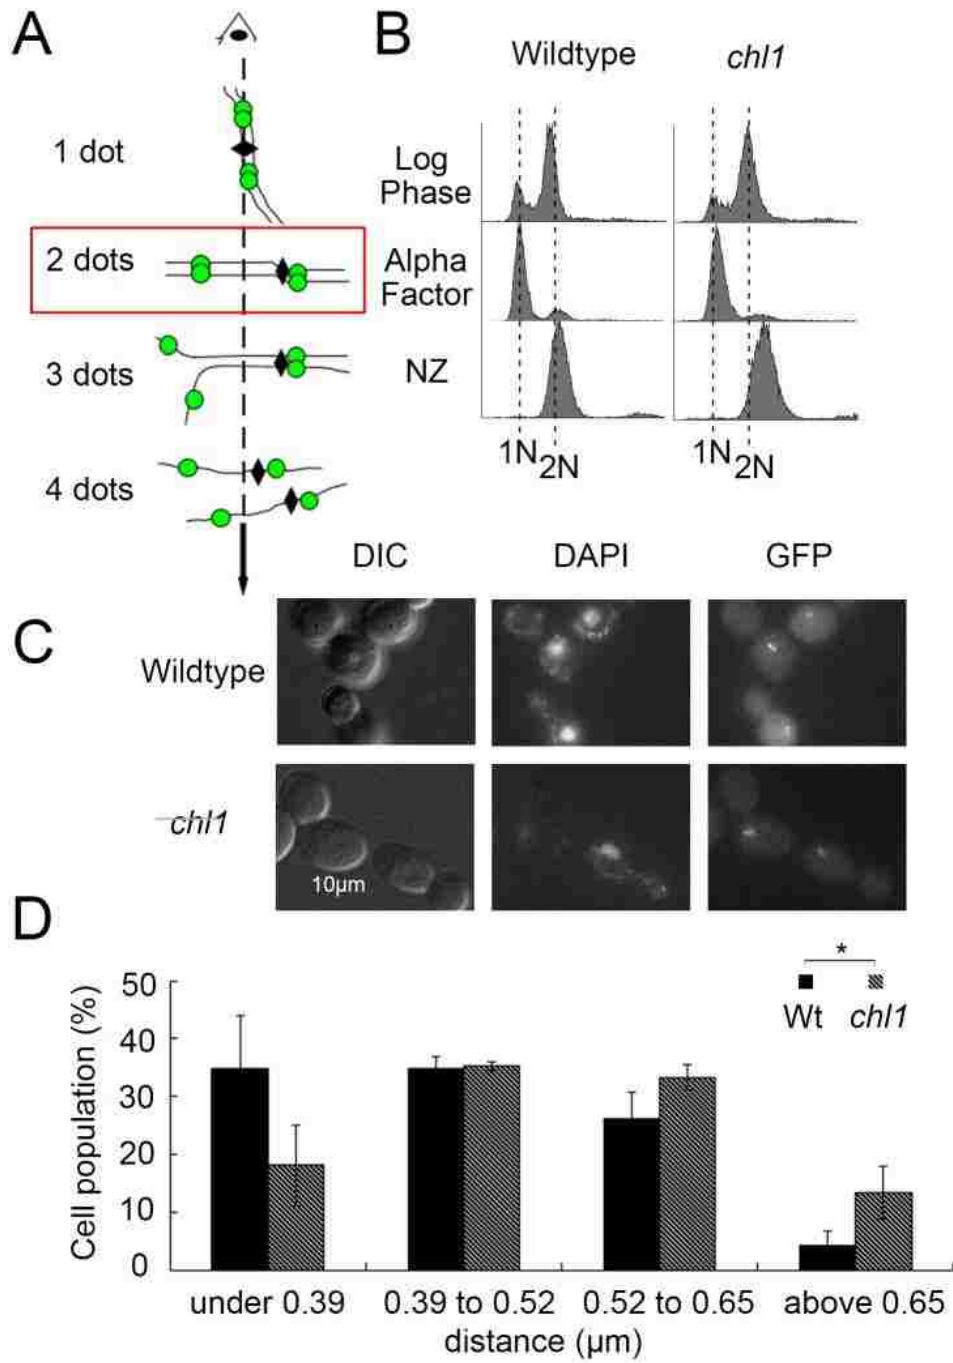 A
1 dot
2 dots
3 dots
4 dots
B
Wildtype
chl1
Log
Phase
Alpha
Factor
NZ
1N
2N
1N
2N
C
DIC
DAPI
GFP
Wildtype
chl1
10µm
D
*
Wt
chl1
Cell population (%)
50
40
30
20
10
0
under 0.39
0.39 to 0.52
0.52 to 0.65
above 0.65
distance (µm)